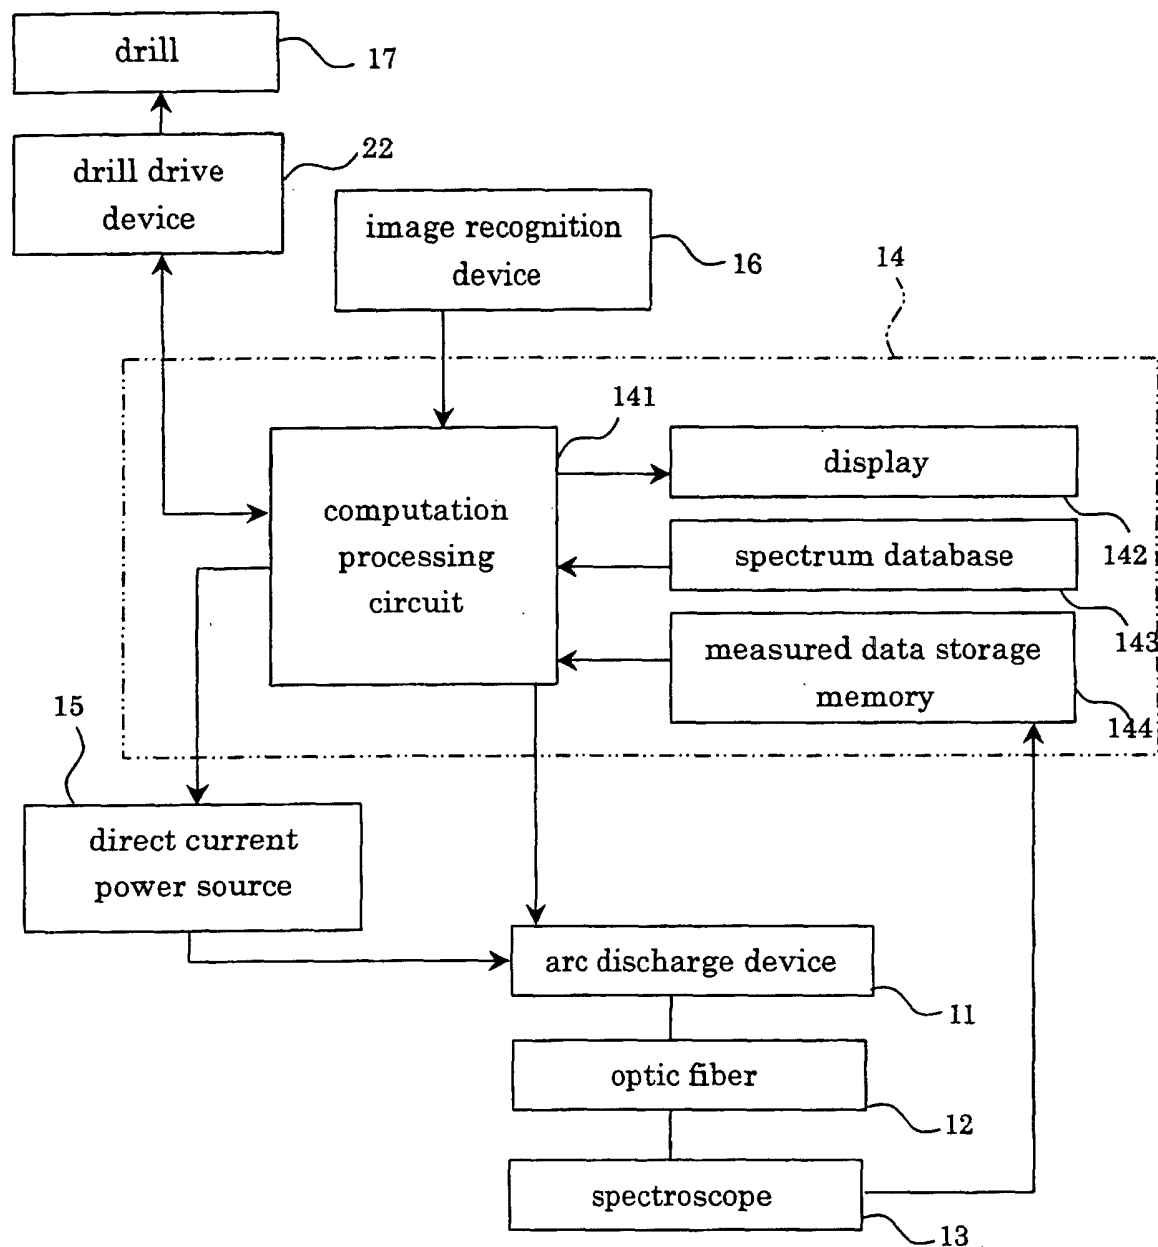 drill
17
drill drive
device
22
image recognition
device
16
14
141
computation
processing
circuit
display
142
spectrum database
143
measured data storage
memory
144
15
direct current
power source
arc discharge device
11
optic fiber
12
spectroscope
13